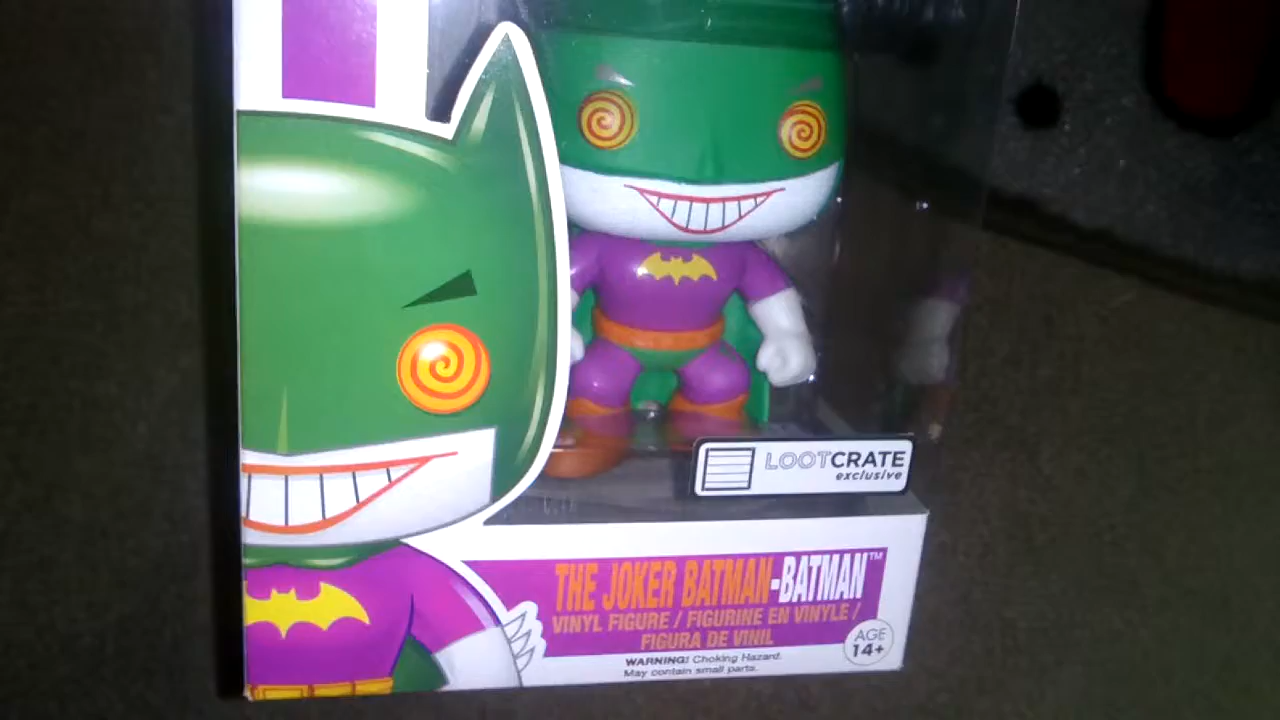 LOOTCRATE
exclusive
THE JOKER BATMAN-BATMAN™
VINYL FIGURE / FIGURINE EN VINYLE /
FIGURA DE VINIL
AGE
14+
WARNING! Choking Hazard.
May contain small parts.